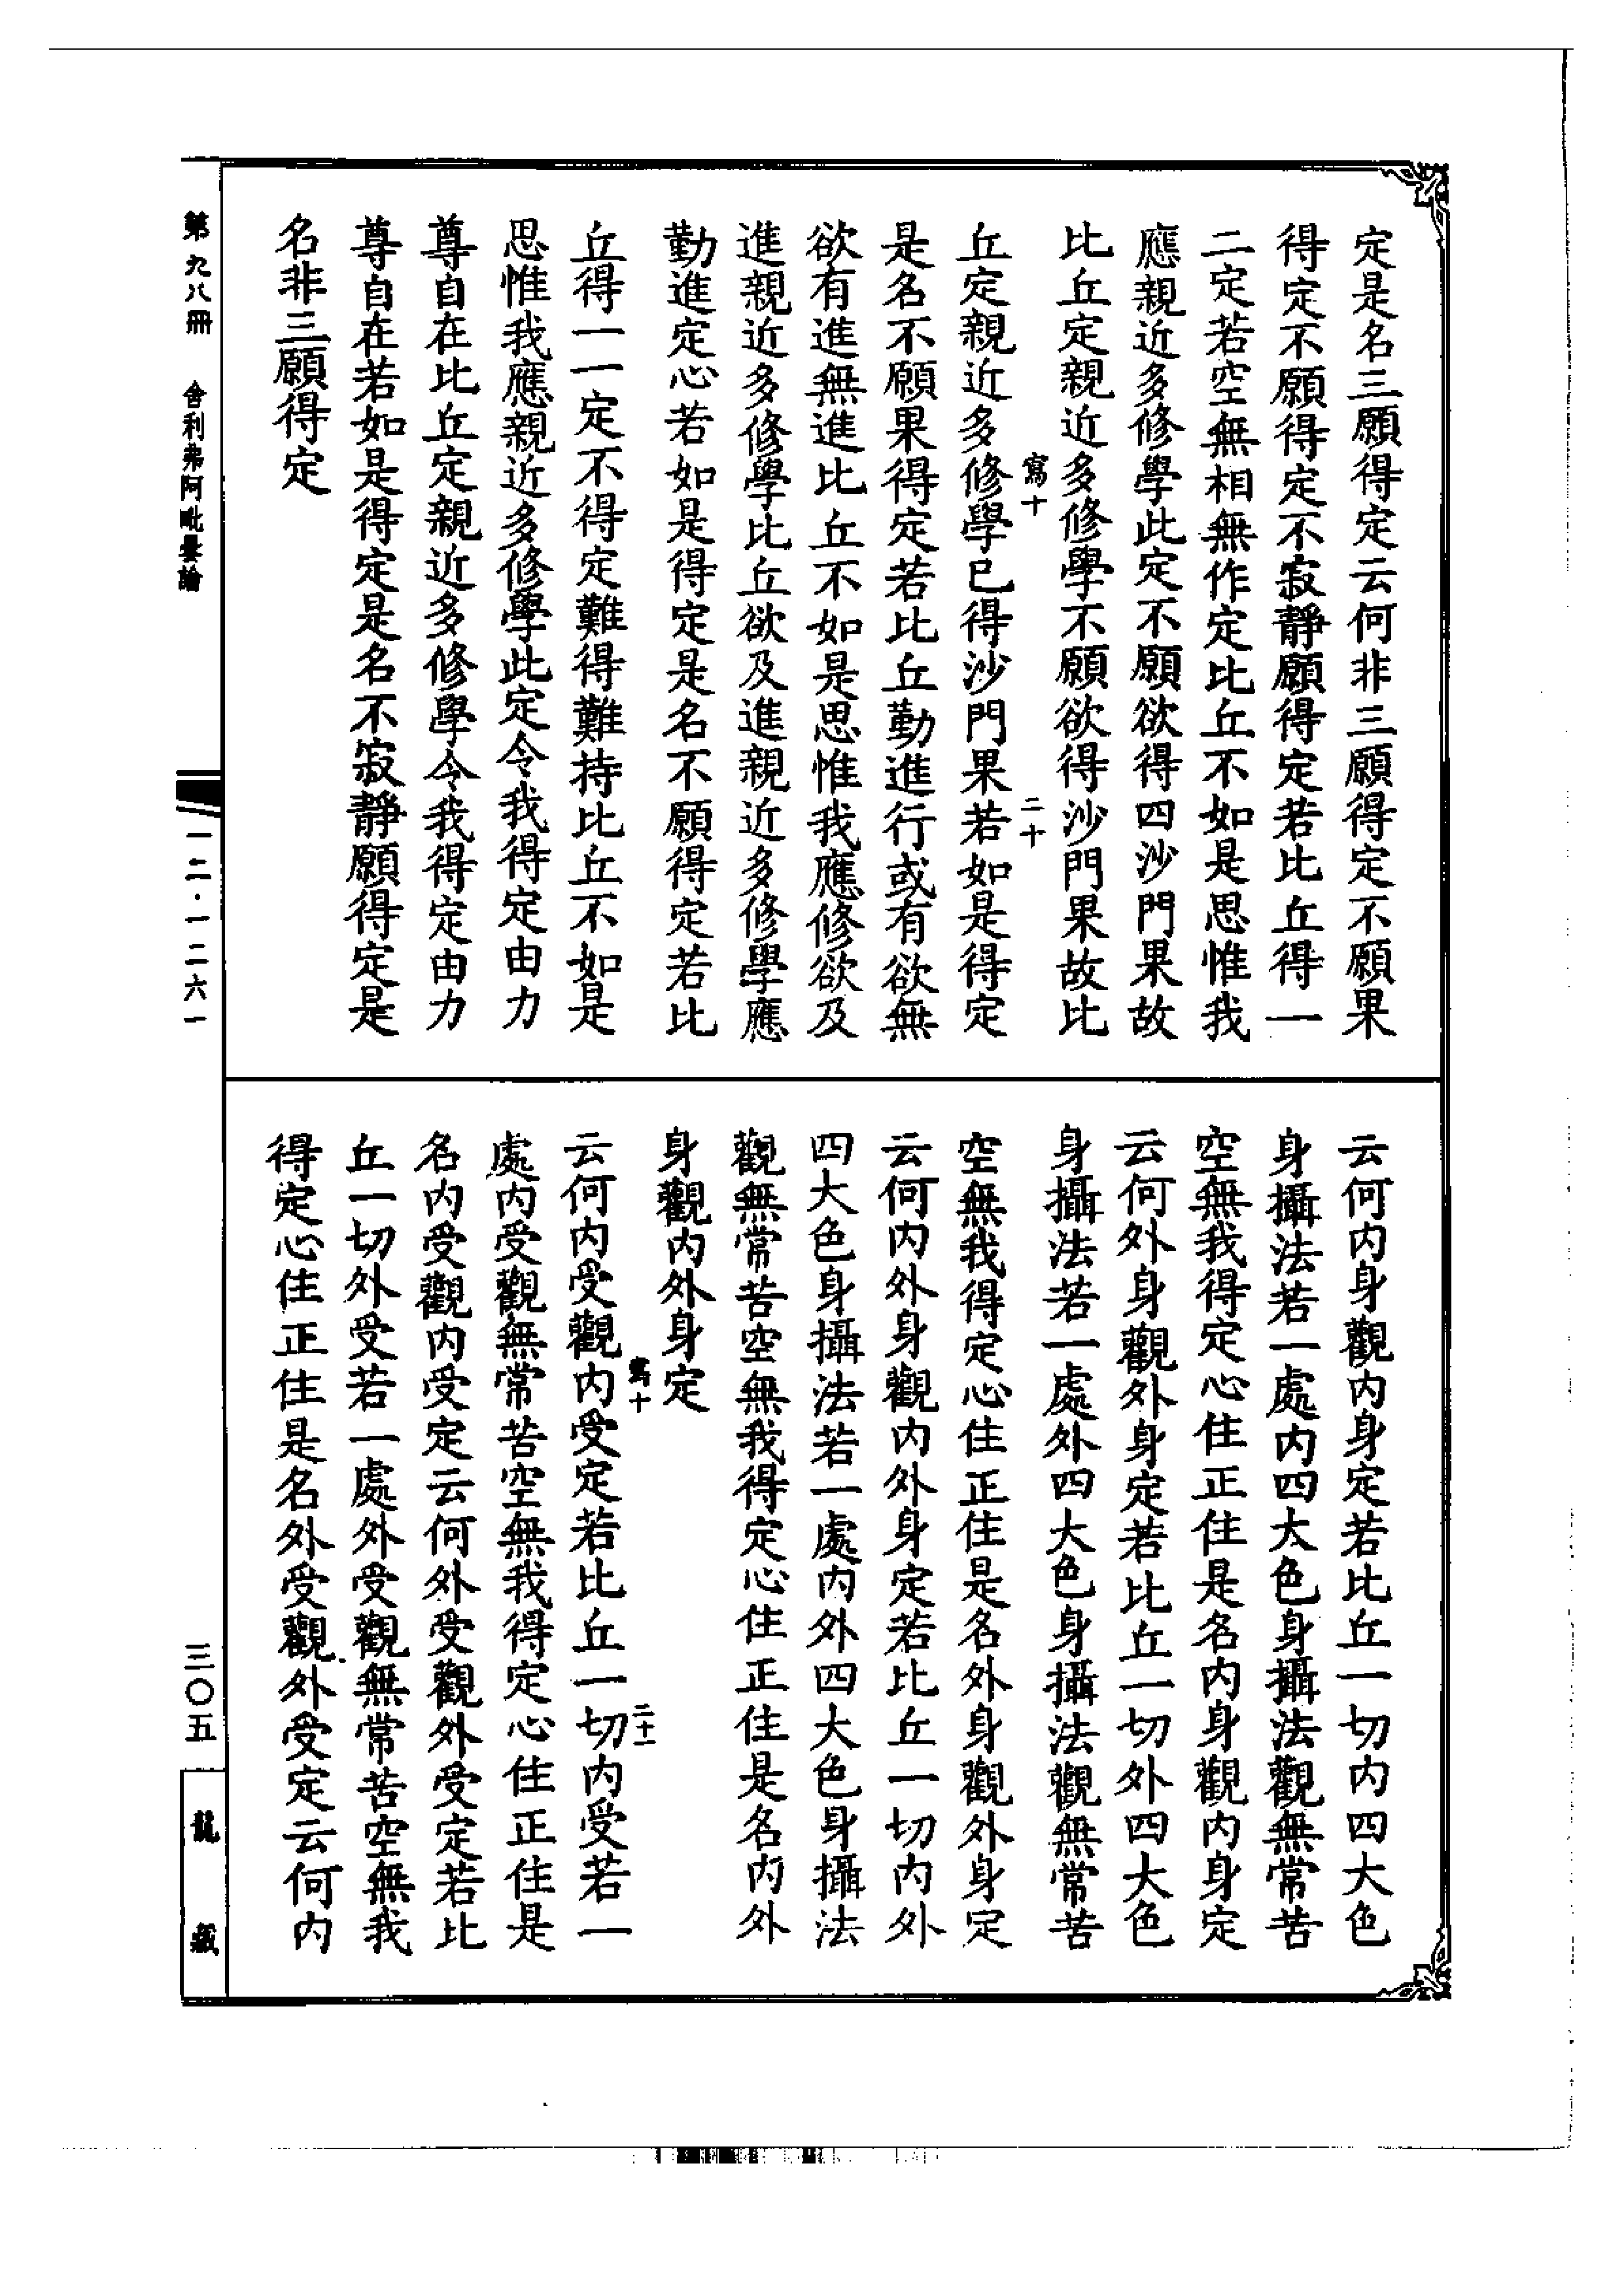 定是名三願得定云何非三願得定不願果
得定不願得定不寂靜願得定若比丘得一
二定若空無相無作定比丘不如是思惟我
應親近多修學此定不願欲得四沙門果故
比丘定親近多修學不願欲得沙門果故比
寫十
二十
丘定親近多修學已得沙門果若如是得定
是名不願果得定若比丘勤進行或有欲無
欲有進無進比丘不如是思惟我應修欲及
進親近多修學比丘欲及進親近多修學應
勤進定心若如是得定是名不願得定若比
丘得一一定不得定難得難持比丘不如是
思惟我應親近多修學此定令我得定由力
尊自在比丘定親近多修學令我得定由力
尊自在若如是得定是名不寂靜願得定是
名非三願得定
云何内身觀内身定若比丘一切内四大色
身攝法若一處内四大色身攝法觀無常苦
空無我得定心住正住是名内身觀内身定
云何外身觀外身定若比丘一切外四大色
身攝法若一處外四大色身攝法觀無常苦
空無我得定心住正住是名外身觀外身定
云何内外身觀内外身定若比丘一切内外
四大色身攝法若一處内外四大色身攝法
觀無常苦空無我得定心住正住是名内外
身觀内外身定
寫十
二十一
云何内受觀内受定若比丘一切内受若一
處内受觀無常苦空無我得定心住正住是
名内受觀内受定云何外受觀外受定若比
丘一切外受若一處外受觀無常苦空無我
得定心住正住是名外受觀外受定云何内
第九八冊 舍利弗阿毗曇論
一二·一二六一
三〇五
龍藏